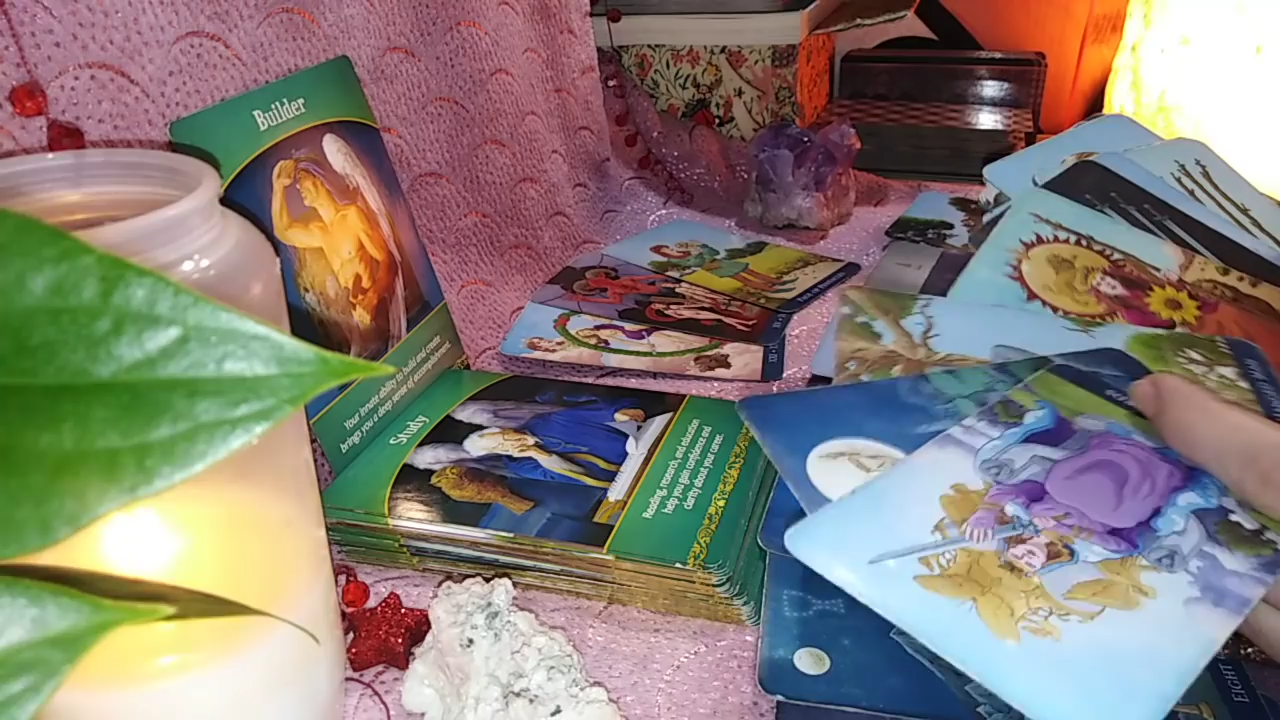 Builder
Your innate ability to build and create
brings you a deep sense of accomplishment.
Study
Reading, research, and education
help you gain confidence and
clarity about your career.
EIGHT